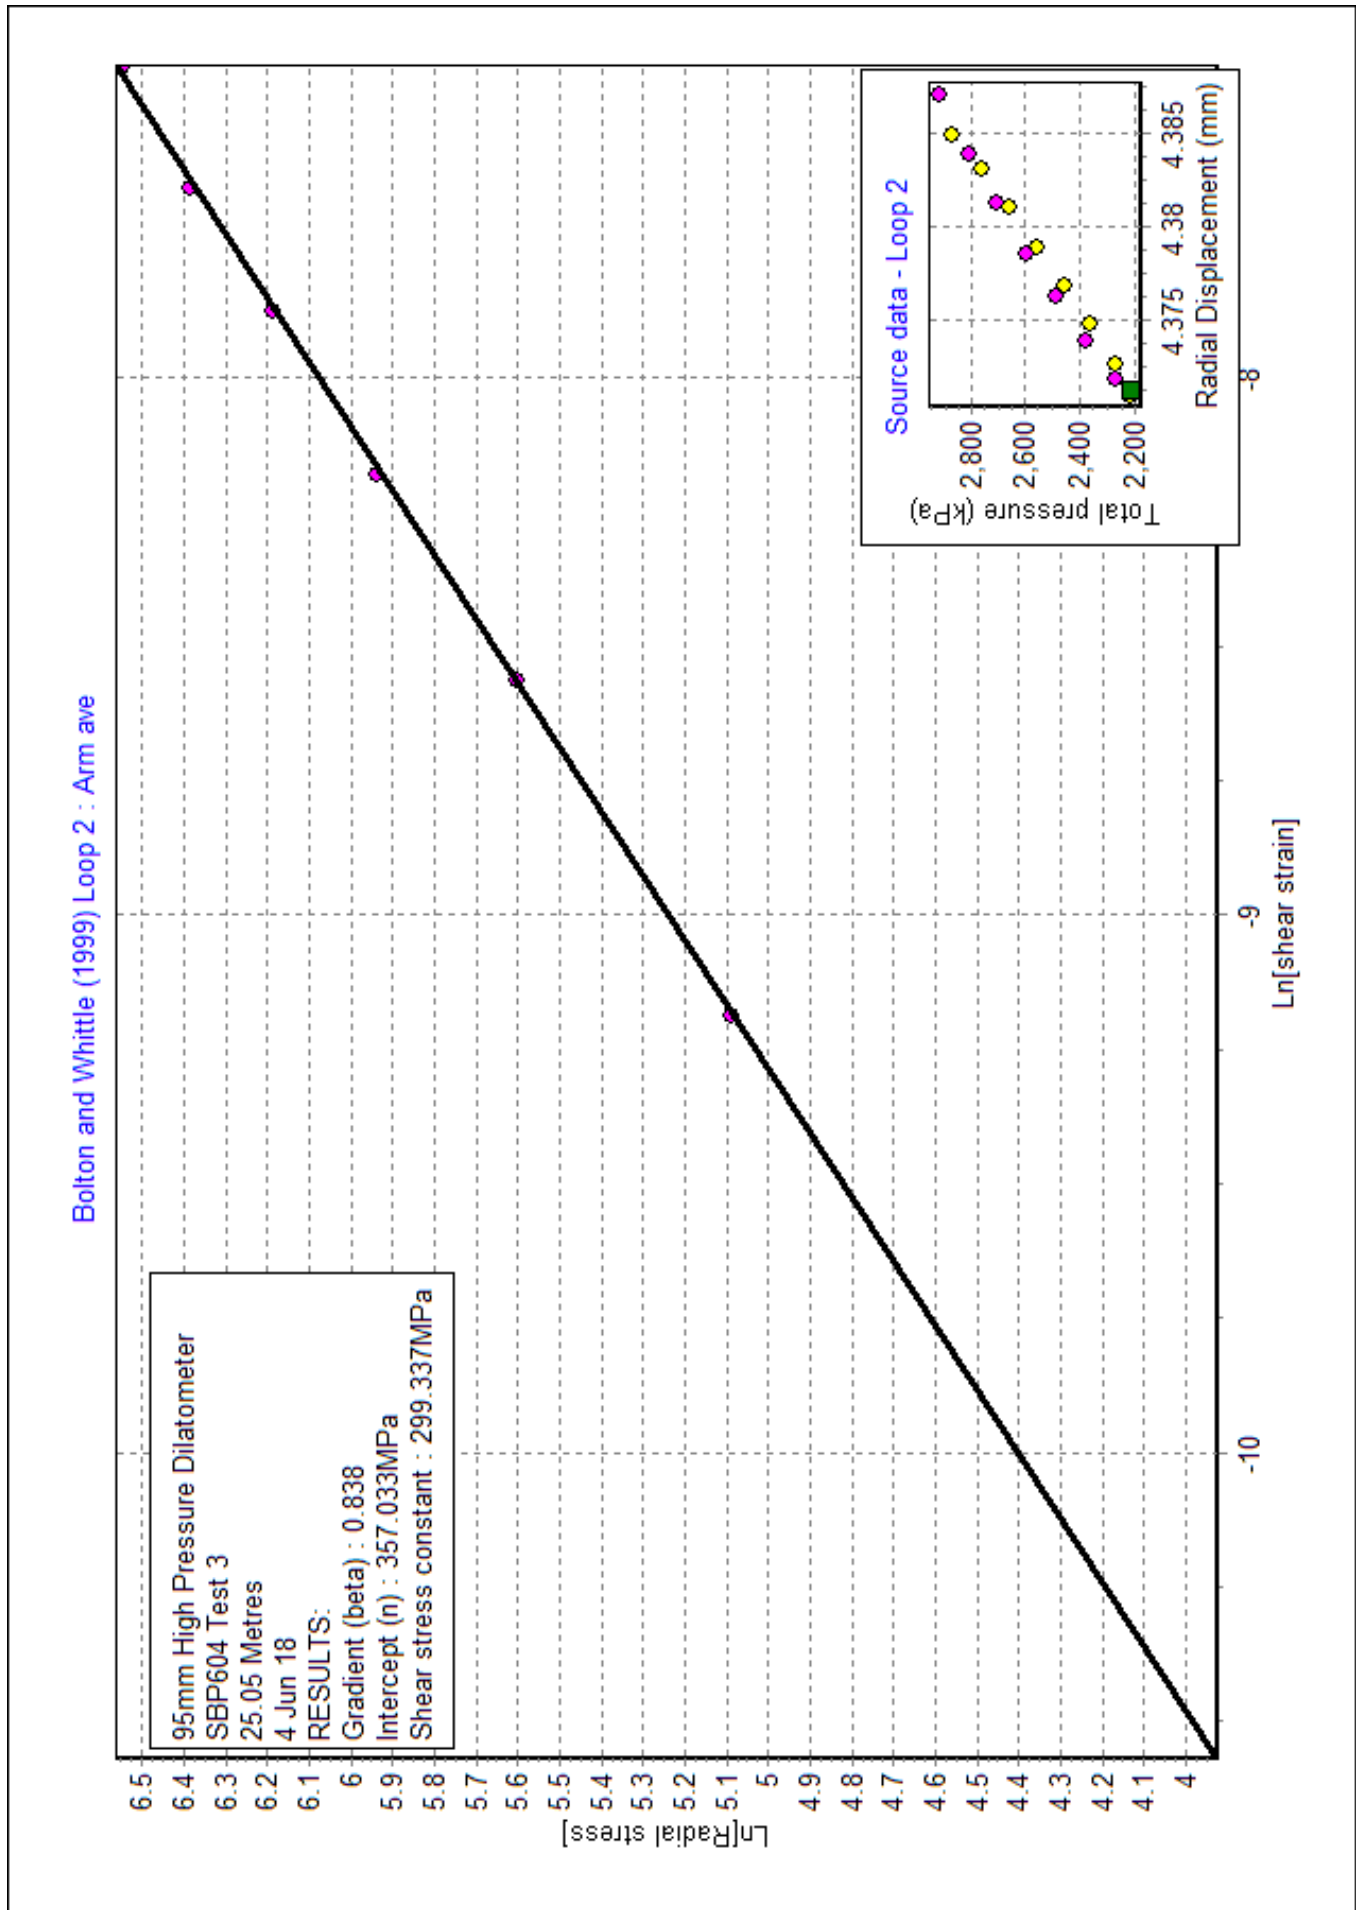 Bolton and Whittle (1999) Loop 2 : Arm ave
95mm High Pressure Dilatometer
SBP604 Test 3
25.05 Metres
4 Jun 18
RESULTS:
Gradient (beta) : 0.838
Intercept (n) : 357.033MPa
Shear stress constant : 299.337MPa
Ln[Radial stress]
6.5
6.4
6.3
6.2
6.1
6
5.9
5.8
5.7
5.6
5.5
5.4
5.3
5.2
5.1
5
4.9
4.8
4.7
4.6
4.5
4.4
4.3
4.2
4.1
4
-10
-9
-8
Ln[shear strain]
Source data - Loop 2
Total pressure (kPa)
2,800
2,600
2,400
2,200
4.375
4.38
4.385
Radial Displacement (mm)